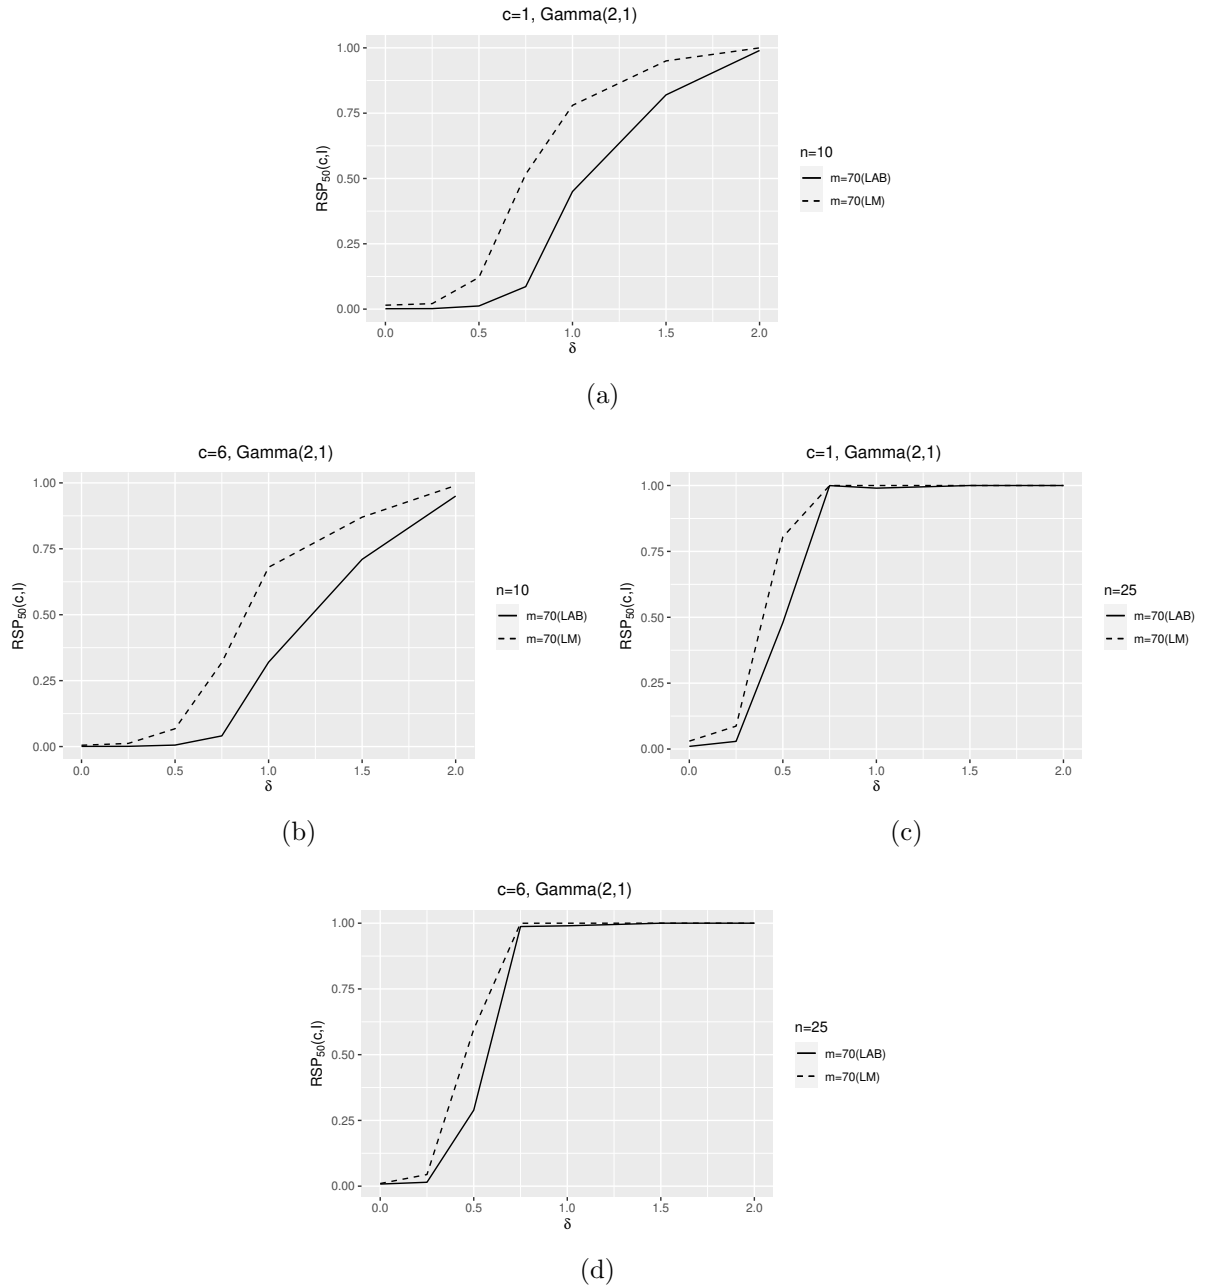 c=1, Gamma(2,1)
RSP50(c,I)
1.00
0.75
0.50
0.25
0.00
0.0 0.5 1.0 1.5 2.0
δ
n=10
m=70(LAB)
m=70(LM)
(a)
c=6, Gamma(2,1)
RSP50(c,I)
1.00
0.75
0.50
0.25
0.00
0.0 0.5 1.0 1.5 2.0
δ
n=10
m=70(LAB)
m=70(LM)
(b)
c=1, Gamma(2,1)
RSP50(c,I)
1.00
0.75
0.50
0.25
0.00
0.0 0.5 1.0 1.5 2.0
δ
n=25
m=70(LAB)
m=70(LM)
(c)
c=6, Gamma(2,1)
RSP50(c,I)
1.00
0.75
0.50
0.25
0.00
0.0 0.5 1.0 1.5 2.0
δ
n=25
m=70(LAB)
m=70(LM)
(d)